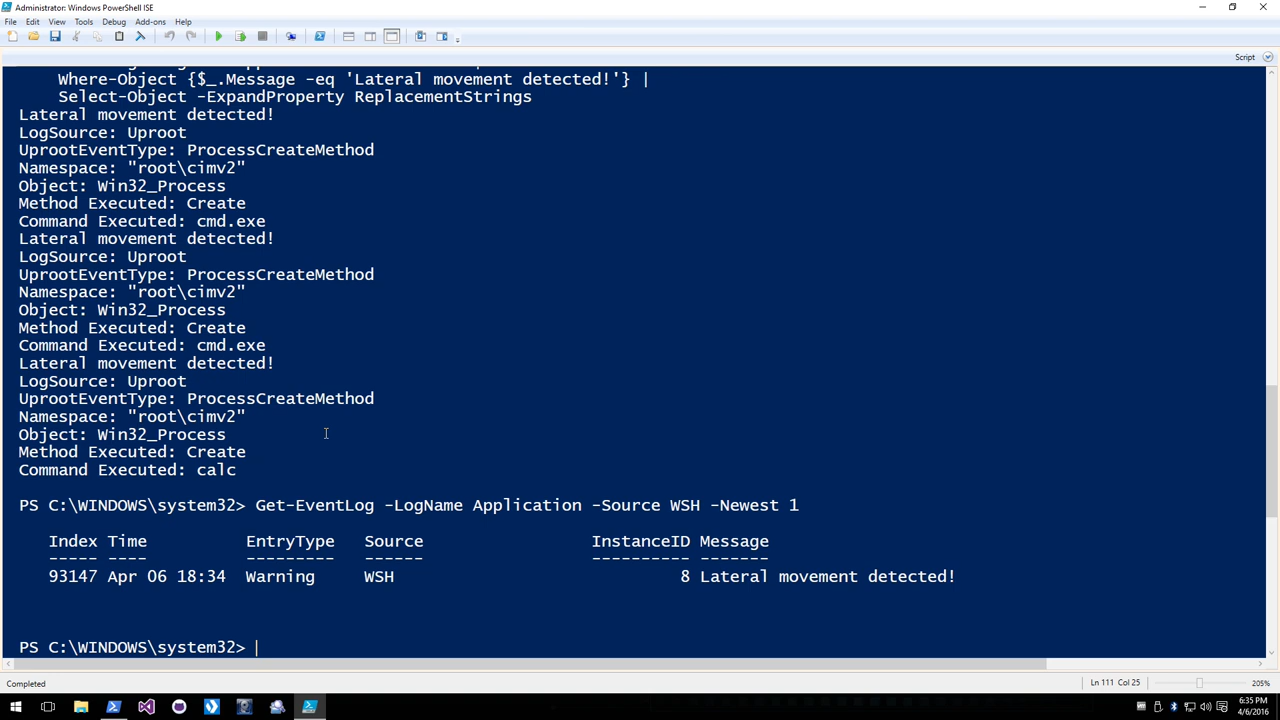 Administrator: Windows PowerShell ISE
File Edit View Tools Debug Add-ons Help
Script
Where-Object {$_.Message -eq 'Lateral movement detected!'} |
Select-Object -ExpandProperty ReplacementStrings
Lateral movement detected!
LogSource: Uproot
UprootEventType: ProcessCreateMethod
Namespace: "root\cimv2"
Object: Win32_Process
Method Executed: Create
Command Executed: cmd.exe
Lateral movement detected!
LogSource: Uproot
UprootEventType: ProcessCreateMethod
Namespace: "root\cimv2"
Object: Win32_Process
Method Executed: Create
Command Executed: cmd.exe
Lateral movement detected!
LogSource: Uproot
UprootEventType: ProcessCreateMethod
Namespace: "root\cimv2"
Object: Win32_Process
Method Executed: Create
Command Executed: calc
PS C:\WINDOWS\system32> Get-EventLog -LogName Application -Source WSH -Newest 1
Index Time EntryType Source InstanceID Message
----- ---- --------- ------ ---------- -------
93147 Apr 06 18:34 Warning WSH 8 Lateral movement detected!
PS C:\WINDOWS\system32>
Completed Ln 111 Col 25 205%
6:35 PM
4/6/2016